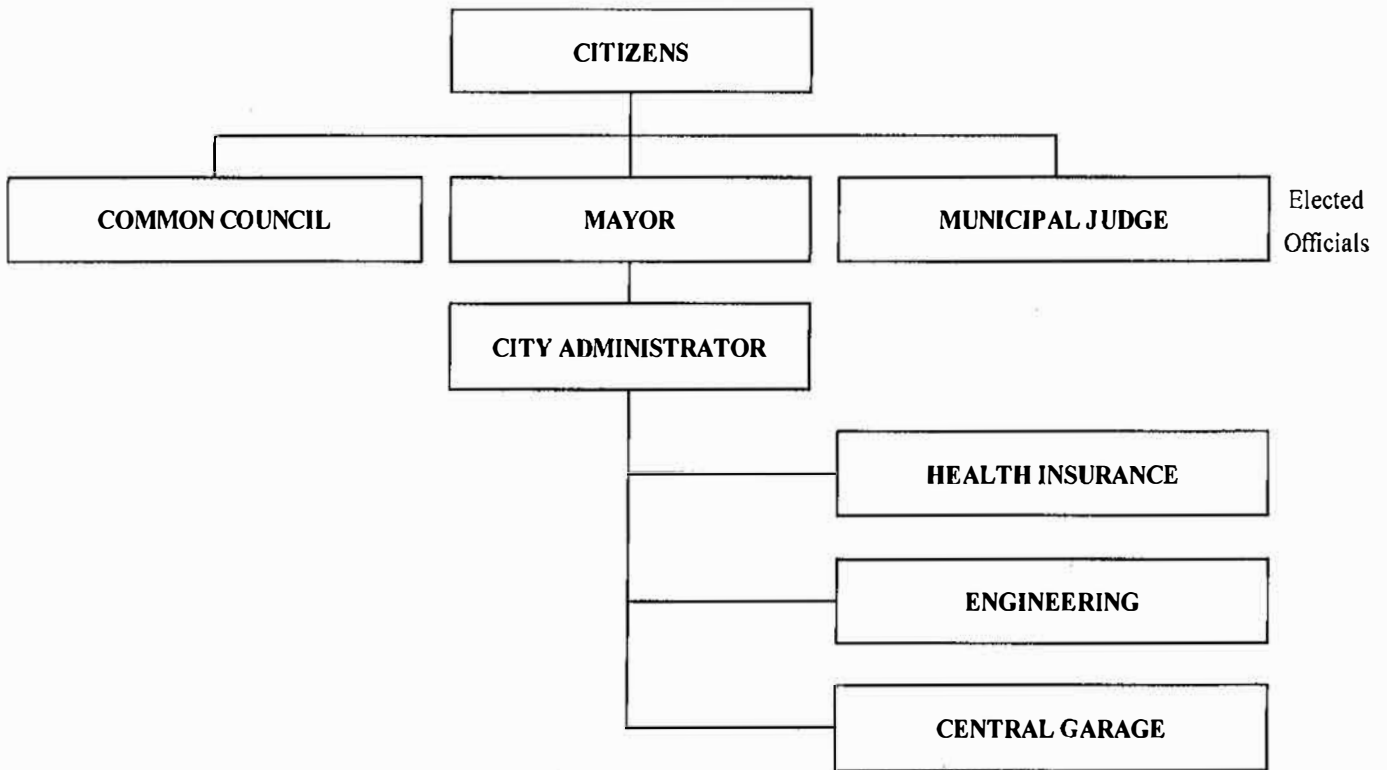 CITIZENS
COMMON COUNCIL
MAYOR
MUNICIPAL JUDGE
Elected
Officials
CITY ADMINISTRATOR
HEALTH INSURANCE
ENGINEERING
CENTRAL GARAGE